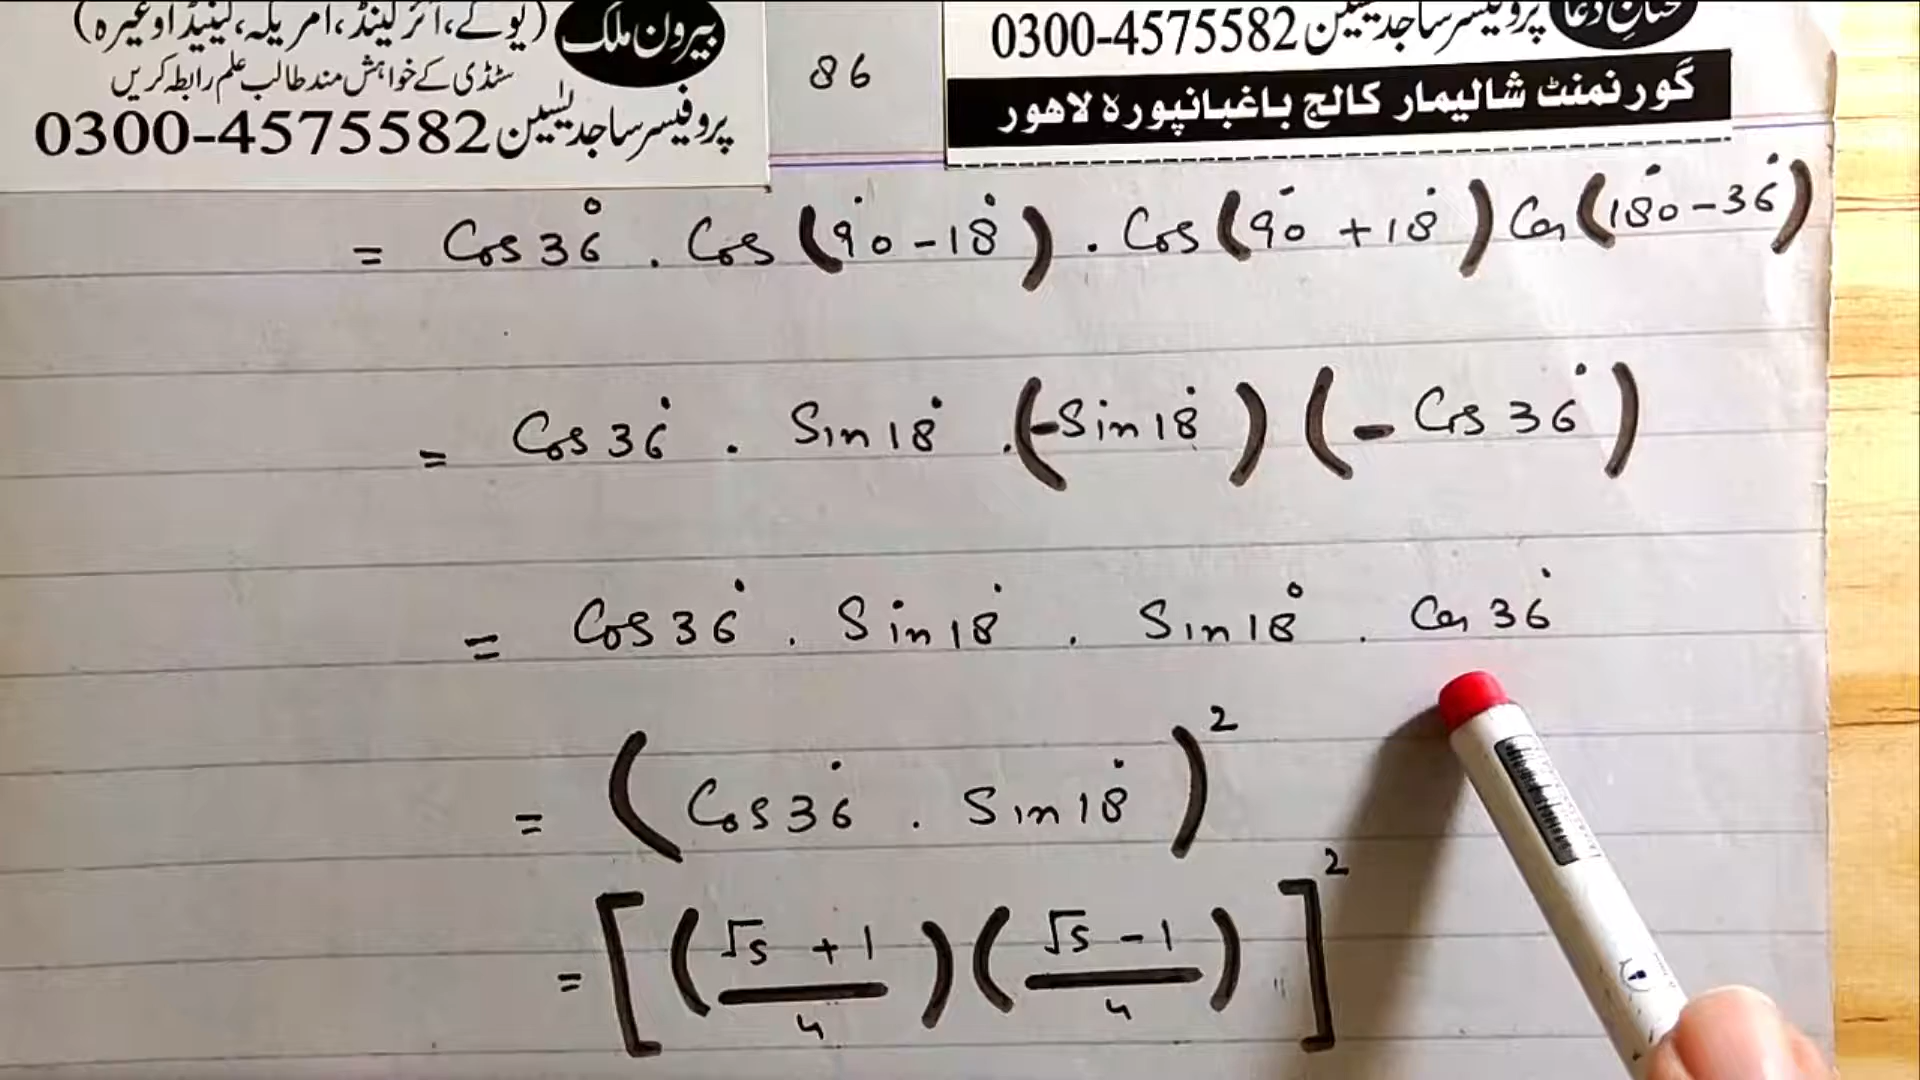 (یوکے، آئرلینڈ، امریکہ، کینیڈا وغیرہ)
بیرون ملک
سٹڈی کے خواہش مند طالب علم رابطہ کریں
پروفیسر ساجد یٰسین 0300-4575582
86
دعا
پروفیسر ساجد یٰسین 0300-4575582
گورنمنٹ شالیمار کالج باغبانپورہ لاہور
= Cos 36° . Cos (90° - 18°) . Cos (90° + 18°) Cos (180° - 36°)
= Cos 36° . Sin 18° . (-Sin 18°) (- Cos 36°)
= Cos 36° . Sin 18° . Sin 18° . Cos 36°
= (Cos 36° . Sin 18°)²
= [((√5 + 1)/4) ((√5 - 1)/4)]²